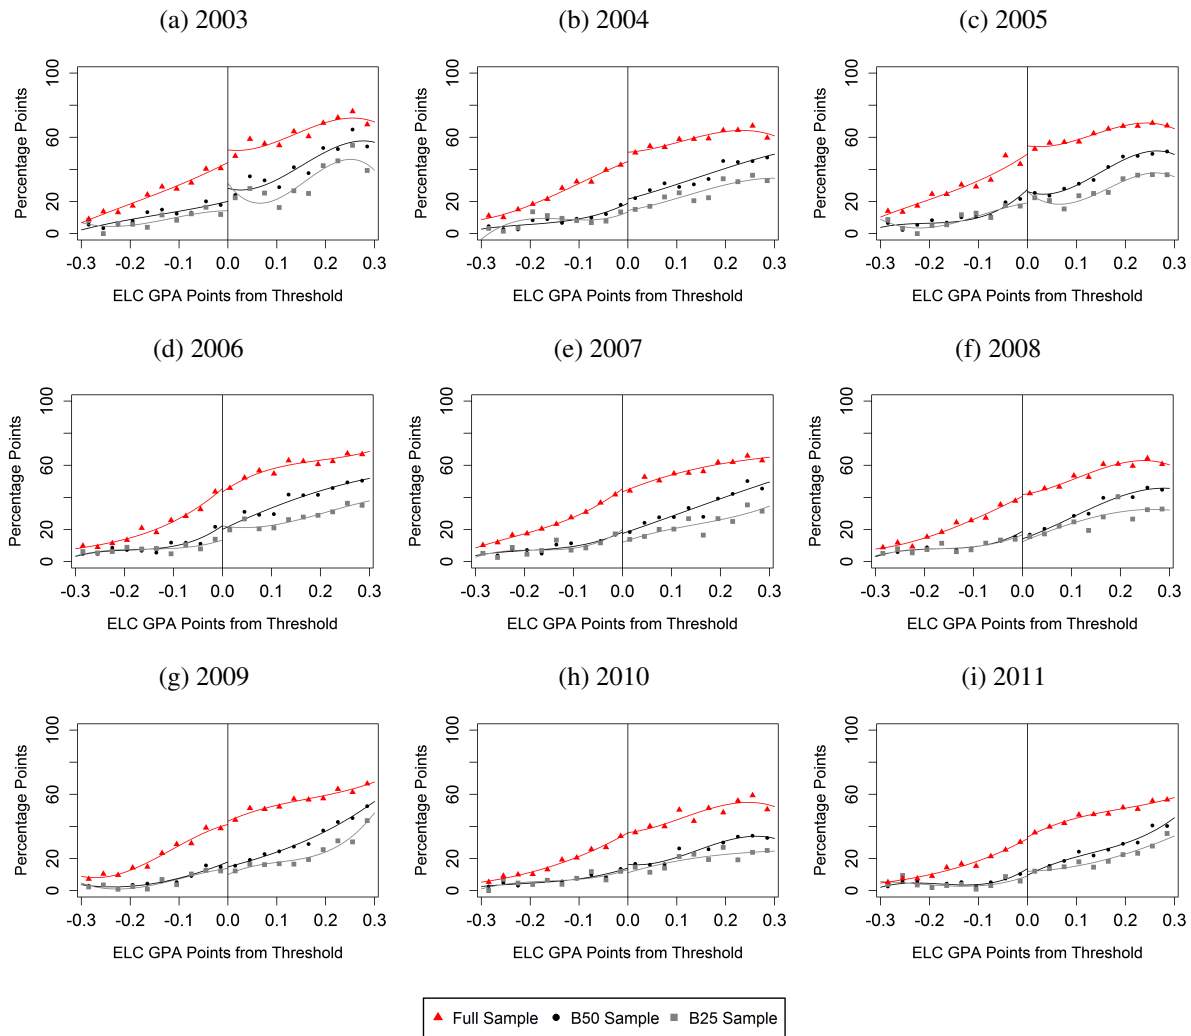 (a) 2003
(b) 2004
(c) 2005
Percentage Points
0 20 60 100
-0.3 -0.2 -0.1 0.0 0.1 0.2 0.3
ELC GPA Points from Threshold
Percentage Points
0 20 60 100
-0.3 -0.2 -0.1 0.0 0.1 0.2 0.3
ELC GPA Points from Threshold
Percentage Points
0 20 60 100
-0.3 -0.2 -0.1 0.0 0.1 0.2 0.3
ELC GPA Points from Threshold
(d) 2006
(e) 2007
(f) 2008
Percentage Points
0 20 60 100
-0.3 -0.2 -0.1 0.0 0.1 0.2 0.3
ELC GPA Points from Threshold
Percentage Points
0 20 60 100
-0.3 -0.2 -0.1 0.0 0.1 0.2 0.3
ELC GPA Points from Threshold
Percentage Points
0 20 60 100
-0.3 -0.2 -0.1 0.0 0.1 0.2 0.3
ELC GPA Points from Threshold
(g) 2009
(h) 2010
(i) 2011
Percentage Points
0 20 60 100
-0.3 -0.2 -0.1 0.0 0.1 0.2 0.3
ELC GPA Points from Threshold
Percentage Points
0 20 60 100
-0.3 -0.2 -0.1 0.0 0.1 0.2 0.3
ELC GPA Points from Threshold
Percentage Points
0 20 60 100
-0.3 -0.2 -0.1 0.0 0.1 0.2 0.3
ELC GPA Points from Threshold
Full Sample B50 Sample B25 Sample